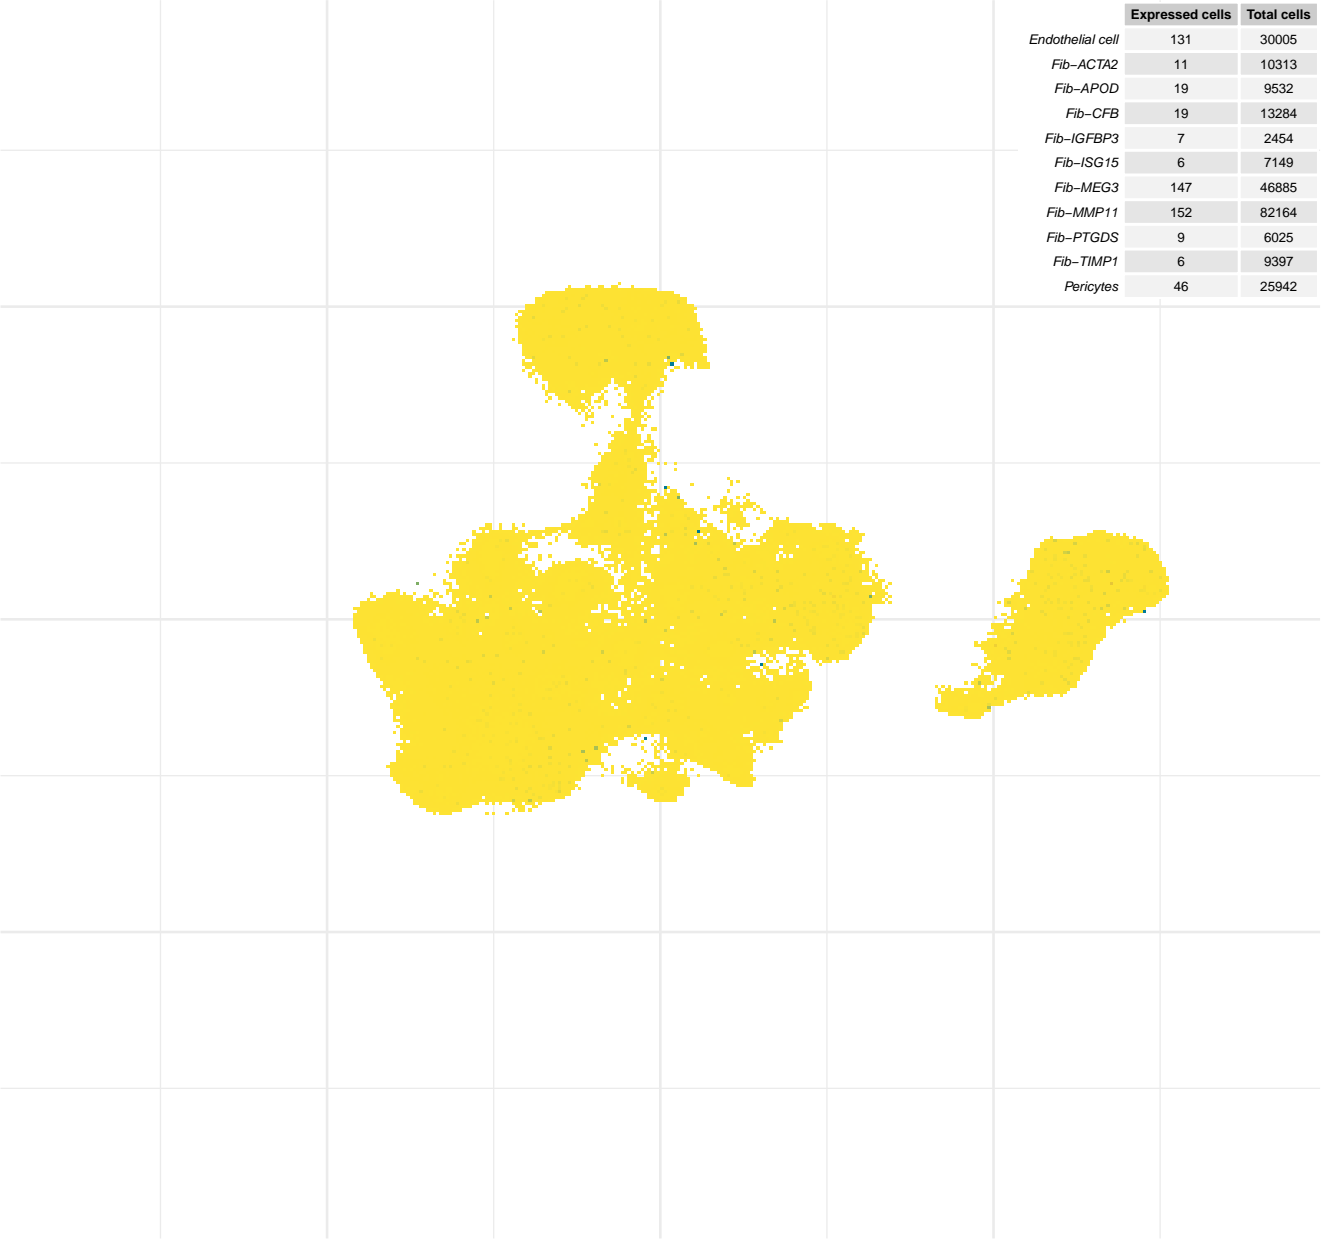 Expressed cells Total cells
Endothelial cell 131 30005
Fib−ACTA2 11 10313
Fib−APOD 19 9532
Fib−CFB 19 13284
Fib−IGFBP3 7 2454
Fib−ISG15 6 7149
Fib−MEG3 147 46885
Fib−MMP11 152 82164
Fib−PTGDS 9 6025
Fib−TIMP1 6 9397
Pericytes 46 25942